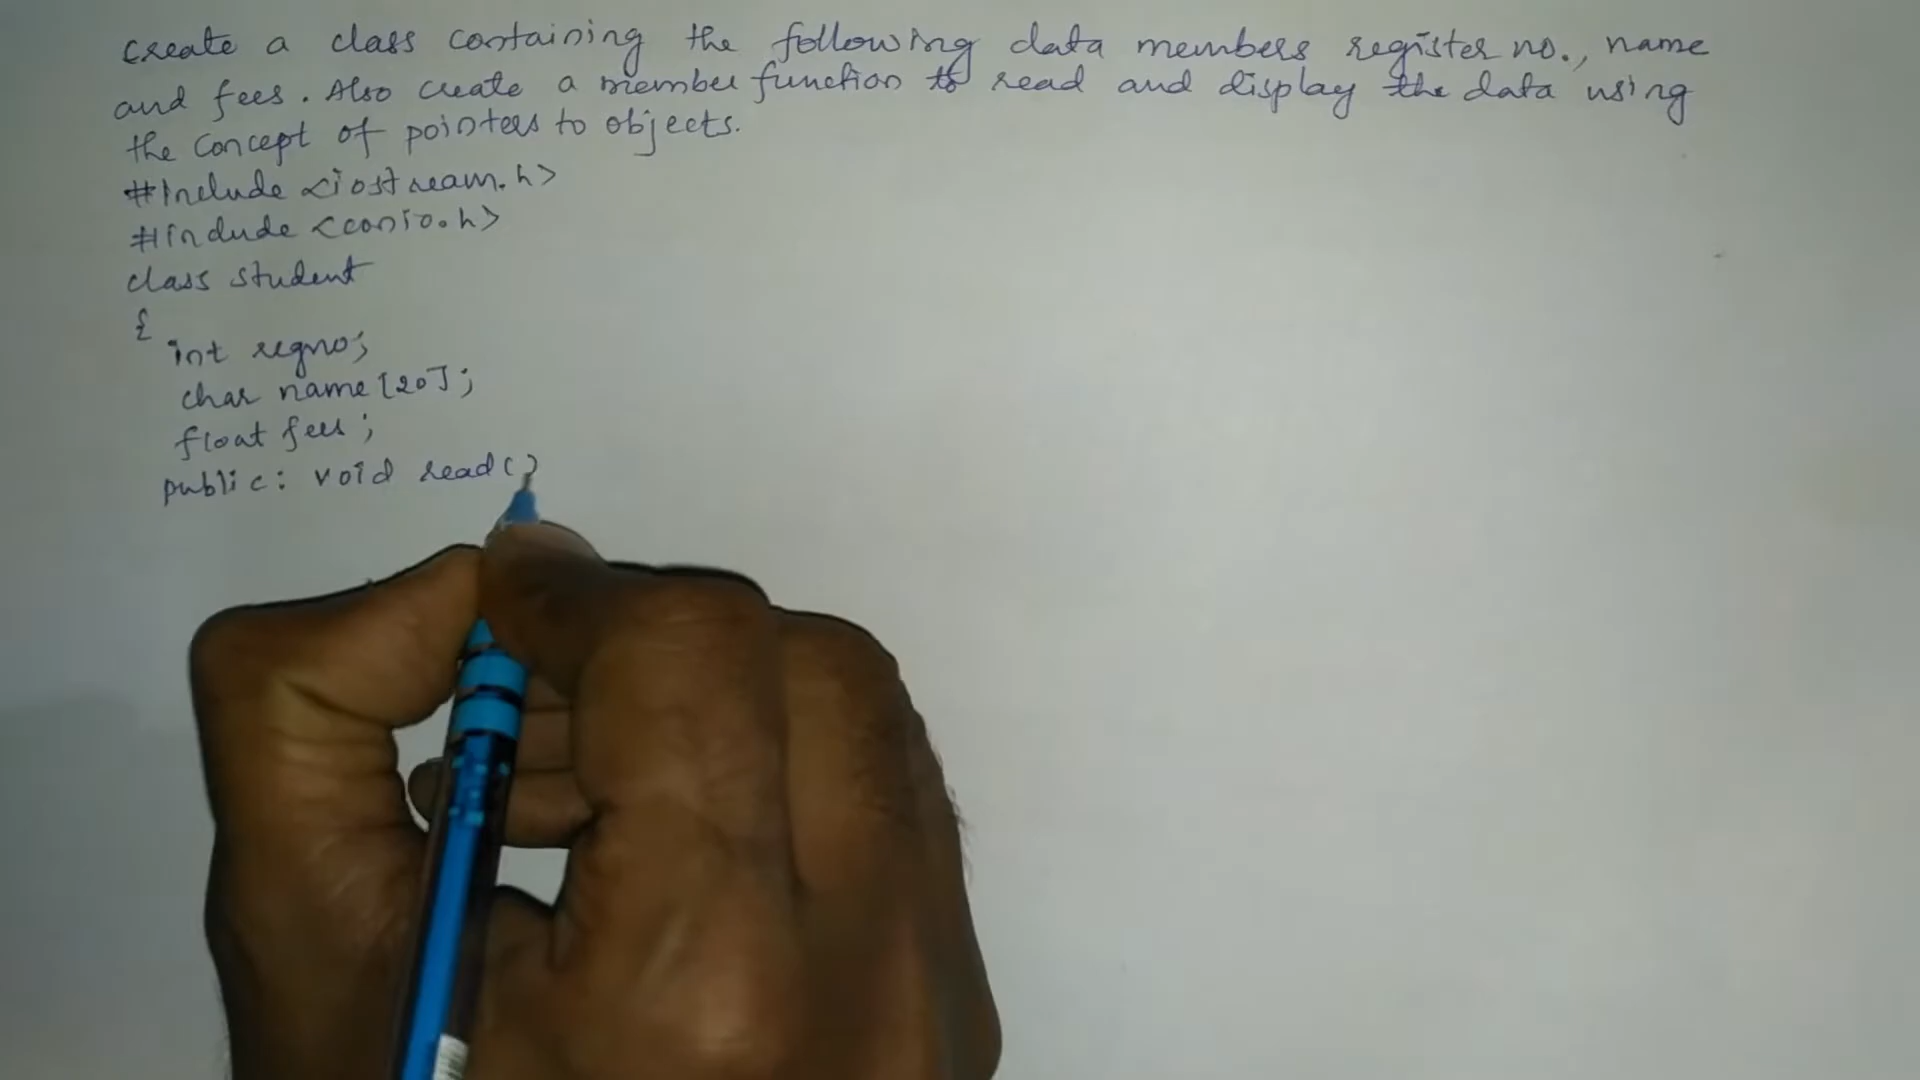 Create a class containing the following data members register no., name
and fees. Also create a member function to read and display the data using
the concept of pointers to objects.
#include <iostream.h>
#include <conio.h>
class student
{
int regno;
char name [20];
float fees;
public: void read()